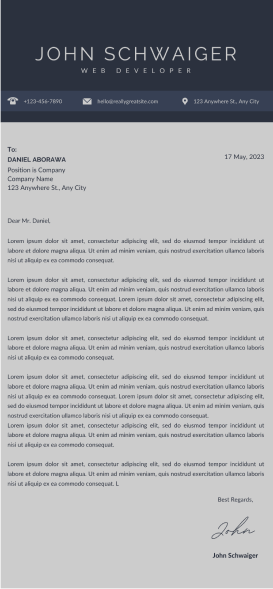 JOHN SCHWAIGER
WEB DEVELOPER
+123-456-7890
hello@reallygreatsite.com
123 Anywhere St., Any City
To:
DANIEL ABORAWA
17 May, 2023
Position is Company
Company Name
123 Anywhere St., Any City
Dear Mr. Daniel,
Lorem ipsum dolor sit amet, consectetur adipiscing elit, sed do eiusmod tempor incididunt ut
labore et dolore magna aliqua. Ut enim ad minim veniam, quis nostrud exercitation ullamco laboris
nisi ut aliquip ex ea commodo consequat.
Lorem ipsum dolor sit amet, consectetur adipiscing elit, sed do eiusmod tempor incididunt ut
labore et dolore magna aliqua. Ut enim ad minim veniam, quis nostrud exercitation ullamco laboris
nisi ut aliquip ex ea commodo consequat. Lorem ipsum dolor sit amet, consectetur adipiscing elit,
sed do eiusmod tempor incididunt ut labore et dolore magna aliqua. Ut enim ad minim veniam, quis
nostrud exercitation ullamco laboris nisi ut aliquip ex ea commodo consequat.
Lorem ipsum dolor sit amet, consectetur adipiscing elit, sed do eiusmod tempor incididunt ut
labore et dolore magna aliqua. Ut enim ad minim veniam, quis nostrud exercitation ullamco laboris
nisi ut aliquip ex ea commodo consequat.
Lorem ipsum dolor sit amet, consectetur adipiscing elit, sed do eiusmod tempor incididunt ut
labore et dolore magna aliqua. Ut enim ad minim veniam, quis nostrud exercitation ullamco laboris
nisi ut aliquip ex ea commodo consequat. Lorem ipsum dolor sit amet, consectetur adipiscing elit,
sed do eiusmod tempor incididunt ut labore et dolore magna aliqua. Ut enim ad minim veniam, quis
nostrud exercitation ullamco laboris nisi ut aliquip ex ea commodo consequat.
Lorem ipsum dolor sit amet, consectetur adipiscing elit, sed do eiusmod tempor incididunt ut
labore et dolore magna aliqua. Ut enim ad minim veniam, quis nostrud exercitation ullamco laboris
nisi ut aliquip ex ea commodo consequat.
Lorem ipsum dolor sit amet, consectetur adipiscing elit, sed do eiusmod tempor incididunt ut
labore et dolore magna aliqua. Ut enim ad minim veniam, quis nostrud exercitation ullamco laboris
nisi ut aliquip ex ea commodo consequat. L
Best Regards,
John
John Schwaiger